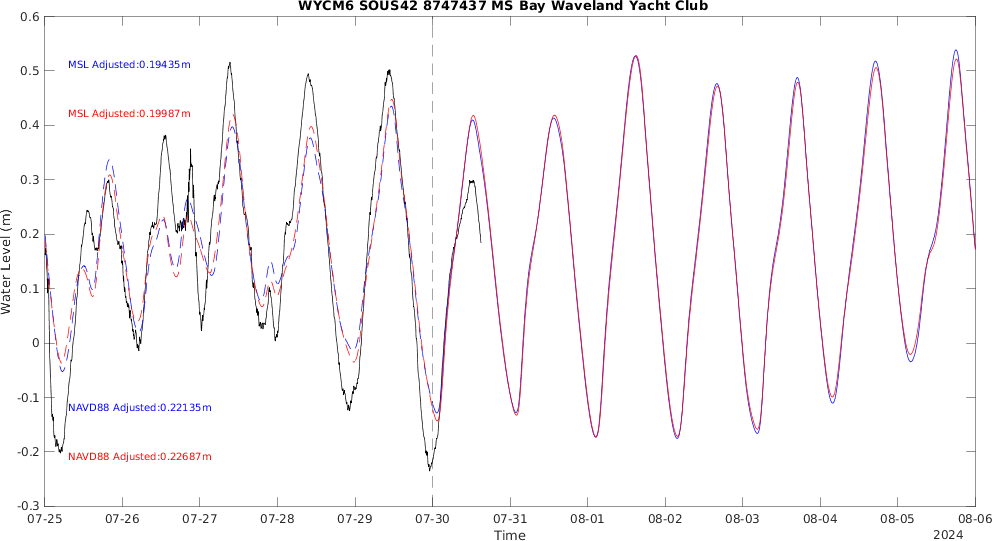 WYCM6 SOUS42 8747437 MS Bay Waveland Yacht Club
0.6
0.5
0.4
0.3
0.2
0.1
0
-0.1
-0.2
-0.3
Water Level (m)
MSL Adjusted:0.19435m
MSL Adjusted:0.19987m
NAVD88 Adjusted:0.22135m
NAVD88 Adjusted:0.22687m
07-25 07-26 07-27 07-28 07-29 07-30 07-31 08-01 08-02 08-03 08-04 08-05 08-06
Time
2024